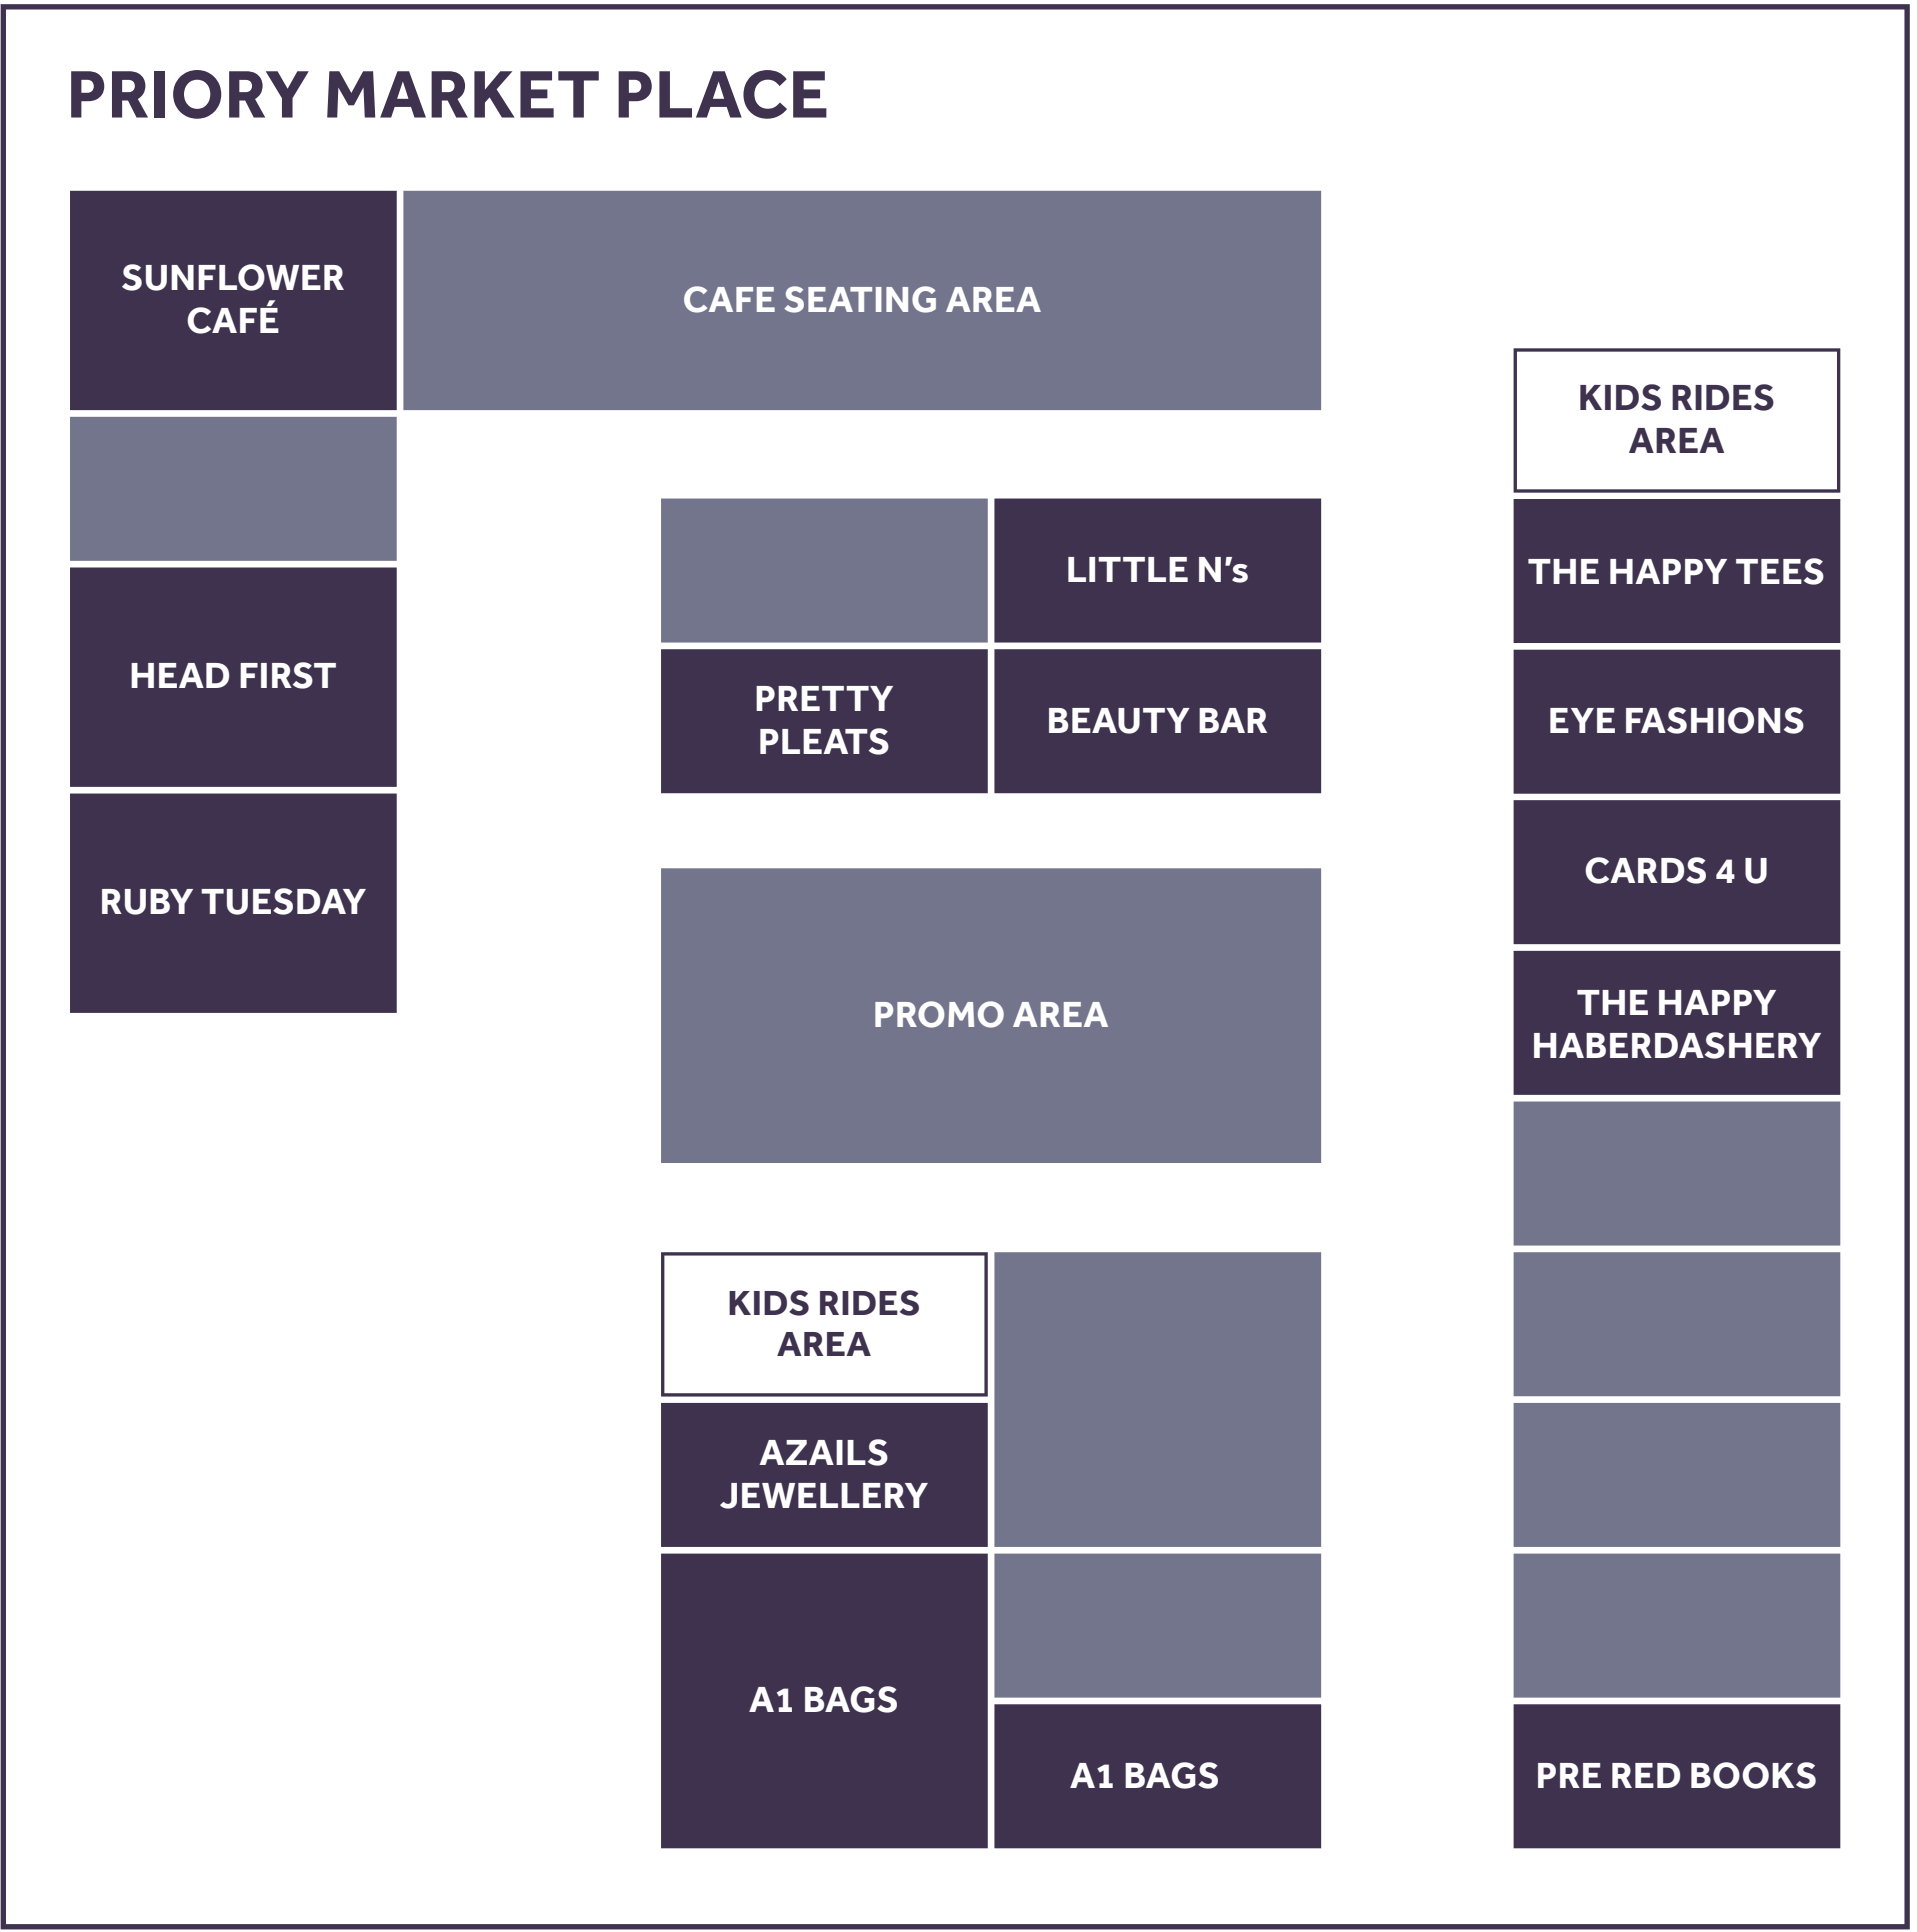 PRIORY MARKET PLACE
SUNFLOWER
CAFÉ
CAFE SEATING AREA
KIDS RIDES
AREA
LITTLE N’s
THE HAPPY TEES
HEAD FIRST
PRETTY
PLEATS
BEAUTY BAR
EYE FASHIONS
RUBY TUESDAY
CARDS 4 U
PROMO AREA
THE HAPPY
HABERDASHERY
KIDS RIDES
AREA
AZAILS
JEWELLERY
A1 BAGS
A1 BAGS
PRE RED BOOKS